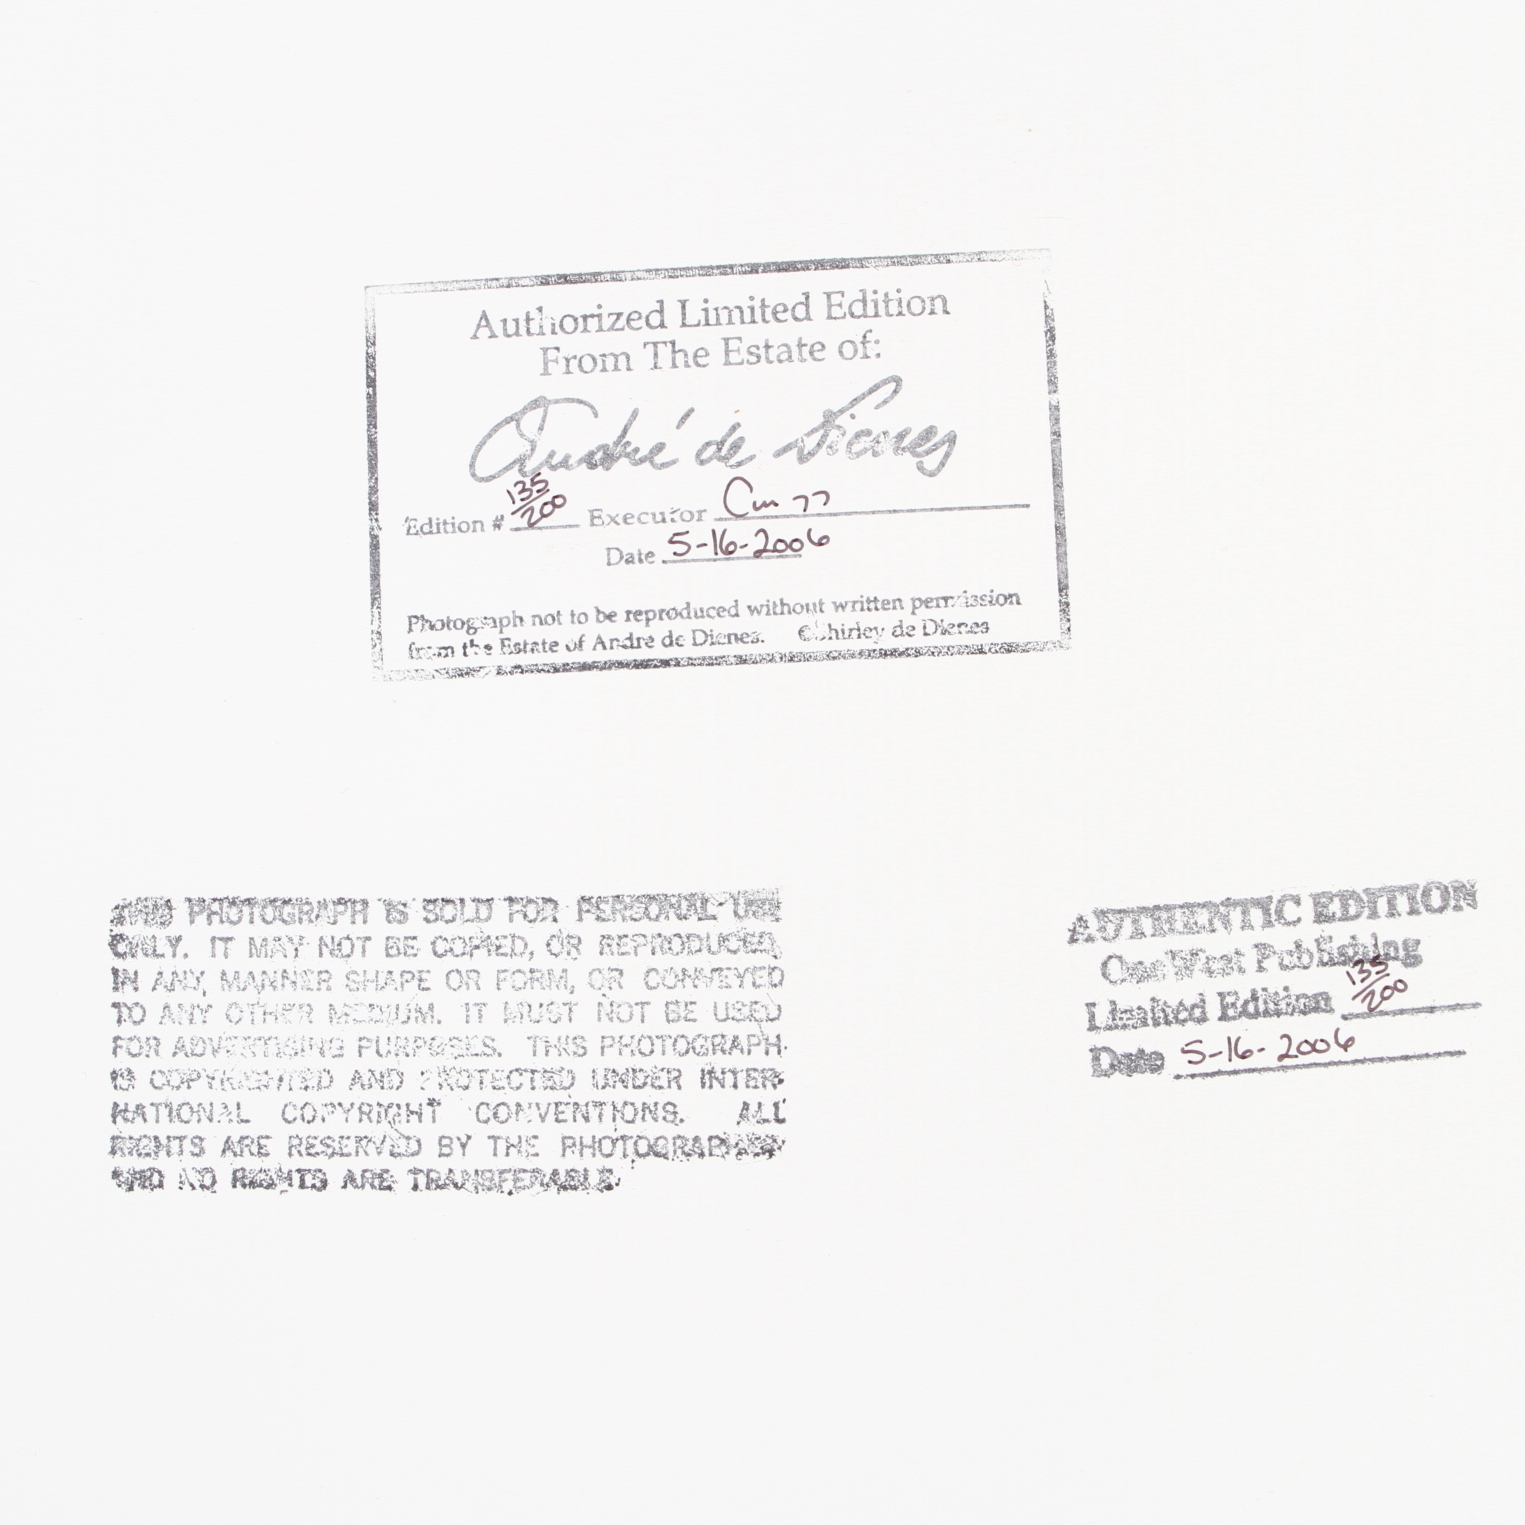 Authorized Limited Edition
From The Estate of:
André de Dienes
Edition # 135/200 Executor
Date 5-16-2006
Photograph not to be reproduced without written permission
from the Estate of André de Dienes. ©Shirley de Dienes
THIS PHOTOGRAPH IS SOLD FOR PERSONAL USE
ONLY. IT MAY NOT BE COPIED, OR REPRODUCED,
IN ANY, MANNER SHAPE OR FORM, OR CONVEYED
TO ANY OTHER MEDIUM. IT MUST NOT BE USED
FOR ADVERTISING PURPOSES. THIS PHOTOGRAPH
IS COPYRIGHTED AND PROTECTED UNDER INTER-
NATIONAL COPYRIGHT CONVENTIONS. ALL
RIGHTS ARE RESERVED BY THE PHOTOGRAPHER
AND NO RIGHTS ARE TRANSFERABLE.
AUTHENTIC EDITION
One West Publishing
Limited Edition 135/200
Date 5-16-2006